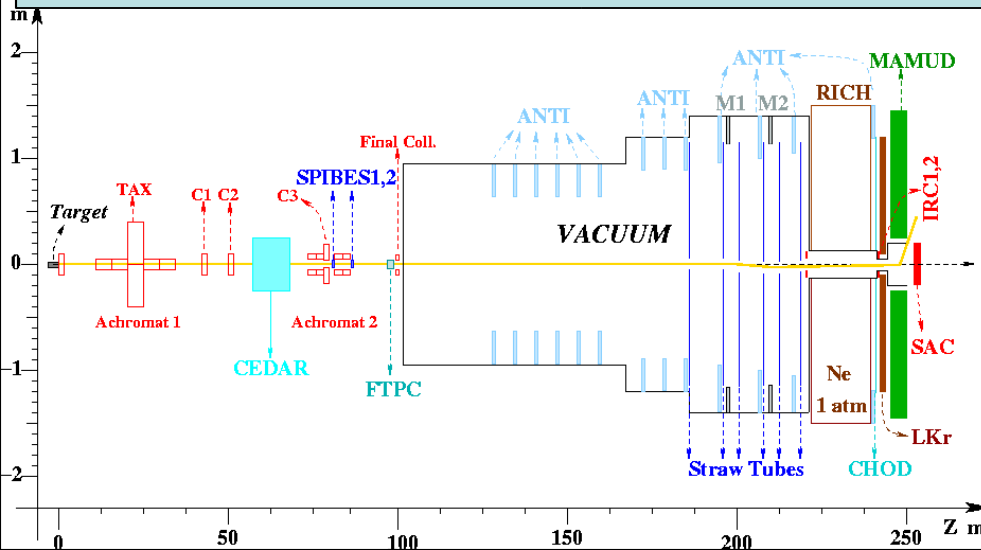 m
2
1
0
−1
−2
Target
TAX
C1 C2
C3
SPIBES1,2
Final Coll.
Achromat 1
CEDAR
Achromat 2
FTPC
ANTI
ANTI
ANTI
M1 M2
VACUUM
RICH
MAMUD
IRC1,2
SAC
Ne
1 atm
LKr
CHOD
Straw Tubes
0
50
100
150
200
250
Z m